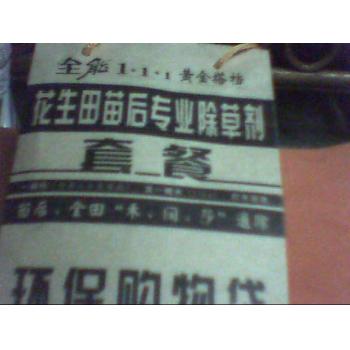 全能 1·1·1 黄金搭档
花生田苗后专业除草剂
套餐
苗后,全田"禾、阔、莎"通除
环保购物袋